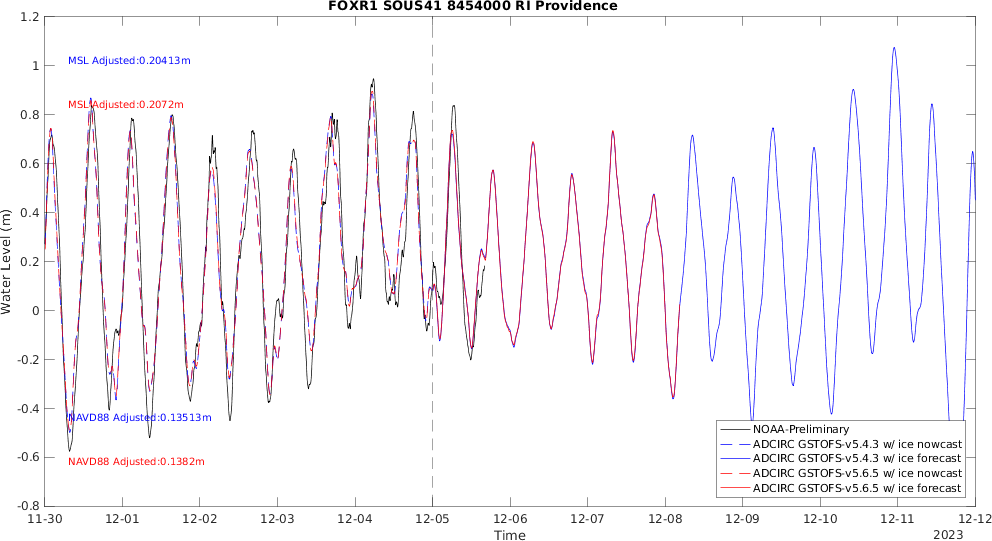 FOXR1 SOUS41 8454000 RI Providence
1.2
1
0.8
0.6
0.4
0.2
0
-0.2
-0.4
-0.6
-0.8
Water Level (m)
MSL Adjusted:0.20413m
MSL Adjusted:0.2072m
NAVD88 Adjusted:0.13513m
NAVD88 Adjusted:0.1382m
NOAA-Preliminary
ADCIRC GSTOFS-v5.4.3 w/ ice nowcast
ADCIRC GSTOFS-v5.4.3 w/ ice forecast
ADCIRC GSTOFS-v5.6.5 w/ ice nowcast
ADCIRC GSTOFS-v5.6.5 w/ ice forecast
11-30 12-01 12-02 12-03 12-04 12-05 12-06 12-07 12-08 12-09 12-10 12-11 12-12
Time
2023